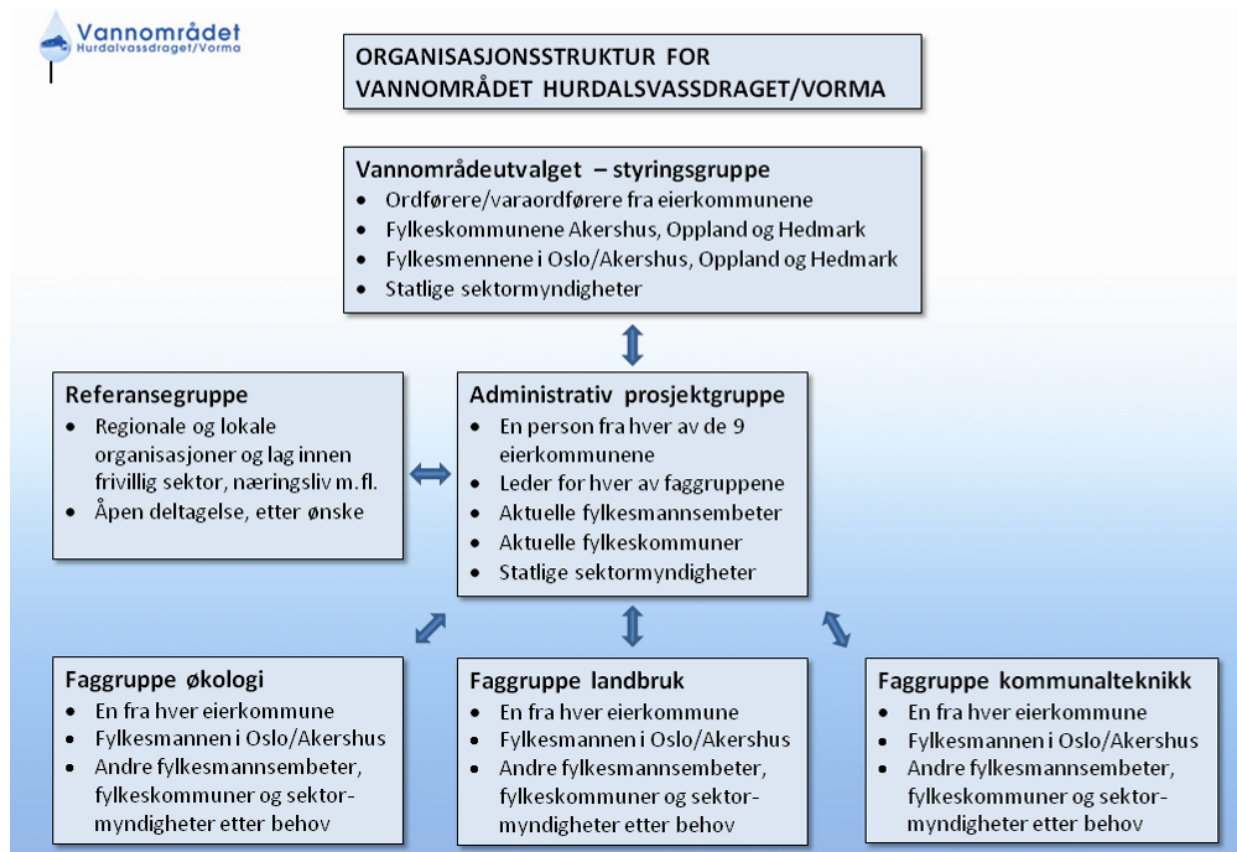 Vannområdet
Hurdalvassdraget/Vorma
ORGANISASJONSSTRUKTUR FOR
VANNOMRÅDET HURDALSVASSDRAGET/VORMA
Vannområdeutvalget – styringsgruppe
• Ordførere/varaordførere fra eierkommunene
• Fylkeskommunene Akershus, Oppland og Hedmark
• Fylkesmennene i Oslo/Akershus, Oppland og Hedmark
• Statlige sektormyndigheter
Referansegruppe
• Regionale og lokale
organisasjoner og lag innen
frivillig sektor, næringsliv m.fl.
• Åpen deltagelse, etter ønske
Administrativ prosjektgruppe
• En person fra hver av de 9
eierkommunene
• Leder for hver av faggruppene
• Aktuelle fylkesmannsembeter
• Aktuelle fylkeskommuner
• Statlige sektormyndigheter
Faggruppe økologi
• En fra hver eierkommune
• Fylkesmannen i Oslo/Akershus
• Andre fylkesmannsembeter,
fylkeskommuner og sektor-
myndigheter etter behov
Faggruppe landbruk
• En fra hver eierkommune
• Fylkesmannen i Oslo/Akershus
• Andre fylkesmannsembeter,
fylkeskommuner og sektor-
myndigheter etter behov
Faggruppe kommunalteknikk
• En fra hver eierkommune
• Fylkesmannen i Oslo/Akershus
• Andre fylkesmannsembeter,
fylkeskommuner og sektor-
myndigheter etter behov